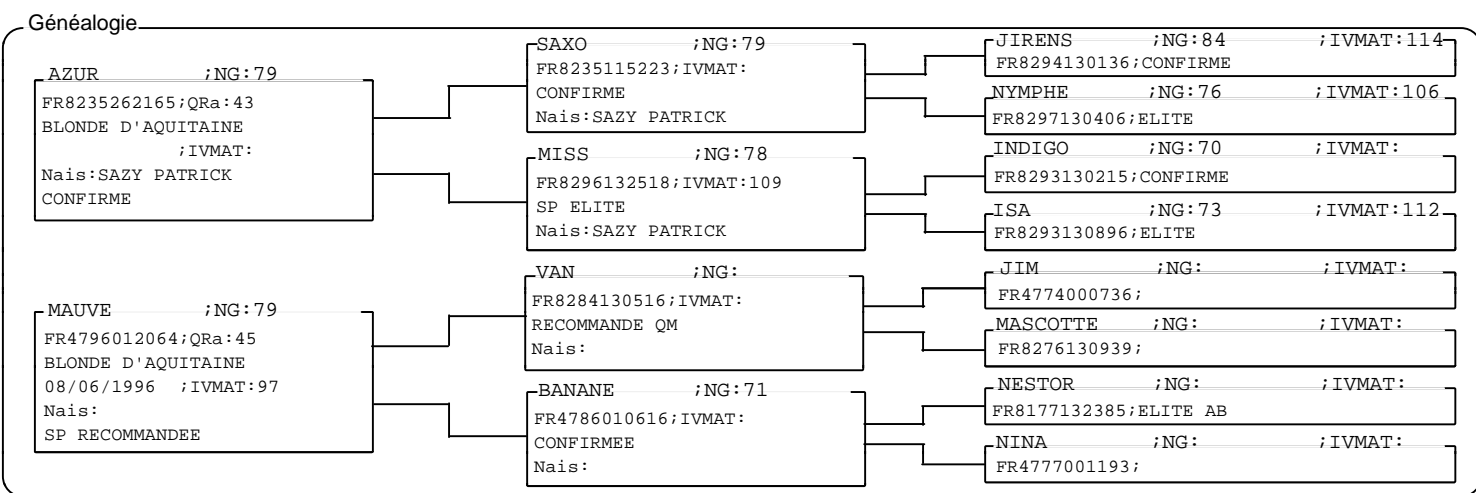 Généalogie
AZUR ;NG:79
FR8235262165;QRa:43
BLONDE D'AQUITAINE
;IVMAT:
Nais:SAZY PATRICK
CONFIRME
MAUVE ;NG:79
FR4796012064;QRa:45
BLONDE D'AQUITAINE
08/06/1996 ;IVMAT:97
Nais:
SP RECOMMANDEE
SAXO ;NG:79
FR8235115223;IVMAT:
CONFIRME
Nais:SAZY PATRICK
MISS ;NG:78
FR8296132518;IVMAT:109
SP ELITE
Nais:SAZY PATRICK
VAN ;NG:
FR8284130516;IVMAT:
RECOMMANDE QM
Nais:
BANANE ;NG:71
FR4786010616;IVMAT:
CONFIRMEE
Nais:
JIRENS ;NG:84 ;IVMAT:114
FR8294130136;CONFIRME
NYMPHE ;NG:76 ;IVMAT:106
FR8297130406;ELITE
INDIGO ;NG:70 ;IVMAT:
FR8293130215;CONFIRME
ISA ;NG:73 ;IVMAT:112
FR8293130896;ELITE
JIM ;NG: ;IVMAT:
FR4774000736;
MASCOTTE ;NG: ;IVMAT:
FR8276130939;
NESTOR ;NG: ;IVMAT:
FR8177132385;ELITE AB
NINA ;NG: ;IVMAT:
FR4777001193;